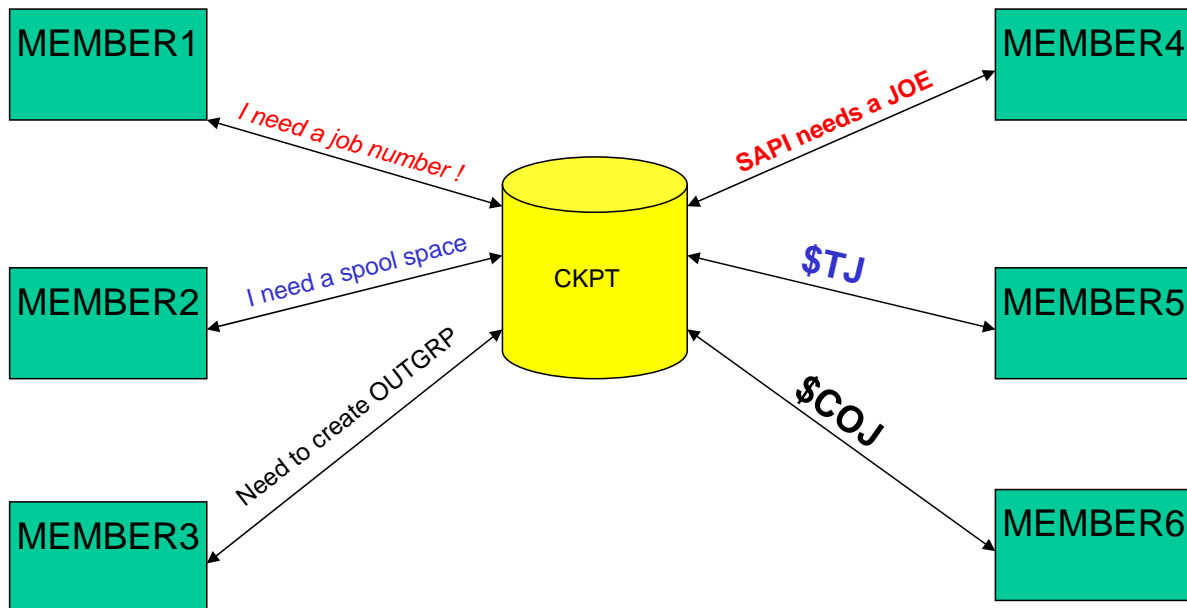 MEMBER1
I need a job number !
MEMBER2
I need a spool space
MEMBER3
Need to create OUTGRP
CKPT
SAPI needs a JOE
MEMBER4
$TJ
MEMBER5
$COJ
MEMBER6